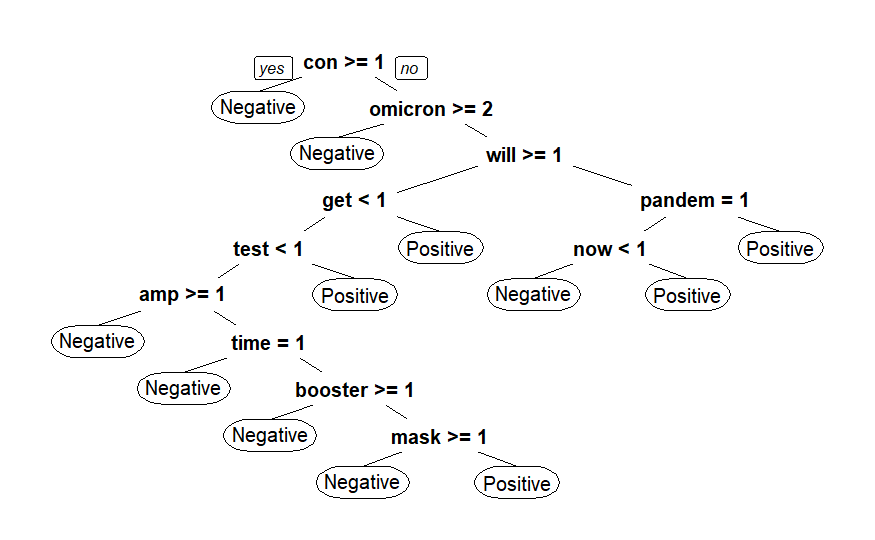 yes con >= 1 no
Negative omicron >= 2
Negative will >= 1
get < 1 pandem = 1
test < 1 Positive now < 1 Positive
amp >= 1 Positive Negative Positive
Negative time = 1
Negative booster >= 1
Negative mask >= 1
Negative Positive